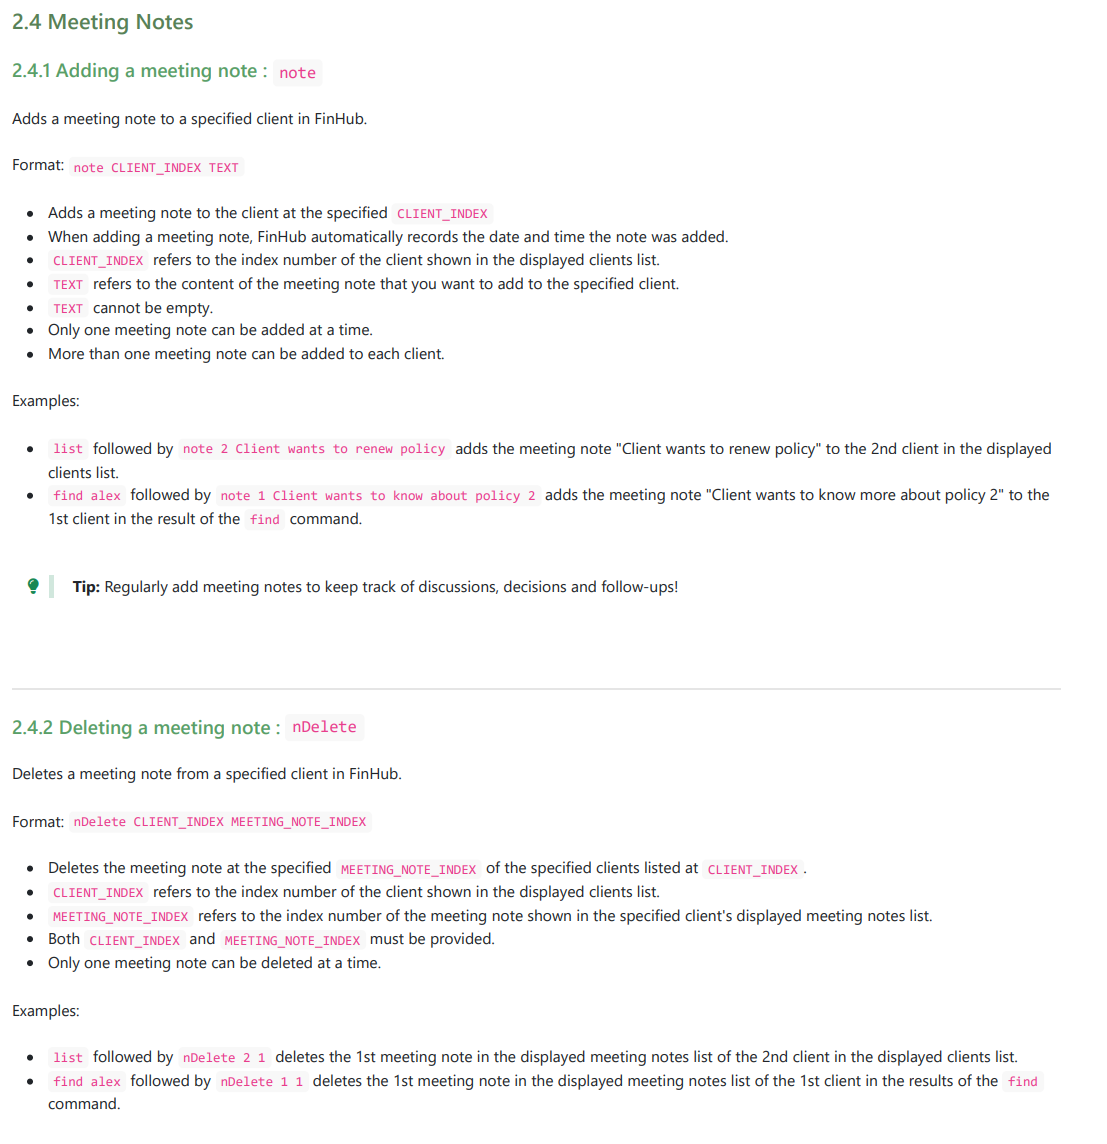 2.4 Meeting Notes
2.4.1 Adding a meeting note : note
Adds a meeting note to a specified client in FinHub.
Format: note CLIENT_INDEX TEXT
Adds a meeting note to the client at the specified CLIENT_INDEX
When adding a meeting note, FinHub automatically records the date and time the note was added.
CLIENT_INDEX refers to the index number of the client shown in the displayed clients list.
TEXT refers to the content of the meeting note that you want to add to the specified client.
TEXT cannot be empty.
Only one meeting note can be added at a time.
More than one meeting note can be added to each client.
Examples:
list followed by note 2 Client wants to renew policy adds the meeting note "Client wants to renew policy" to the 2nd client in the displayed
clients list.
find alex followed by note 1 Client wants to know about policy 2 adds the meeting note "Client wants to know more about policy 2" to the
1st client in the result of the find command.
Tip: Regularly add meeting notes to keep track of discussions, decisions and follow-ups!
2.4.2 Deleting a meeting note : nDelete
Deletes a meeting note from a specified client in FinHub.
Format: nDelete CLIENT_INDEX MEETING_NOTE_INDEX
Deletes the meeting note at the specified MEETING_NOTE_INDEX of the specified clients listed at CLIENT_INDEX.
CLIENT_INDEX refers to the index number of the client shown in the displayed clients list.
MEETING_NOTE_INDEX refers to the index number of the meeting note shown in the specified client's displayed meeting notes list.
Both CLIENT_INDEX and MEETING_NOTE_INDEX must be provided.
Only one meeting note can be deleted at a time.
Examples:
list followed by nDelete 2 1 deletes the 1st meeting note in the displayed meeting notes list of the 2nd client in the displayed clients list.
find alex followed by nDelete 1 1 deletes the 1st meeting note in the displayed meeting notes list of the 1st client in the results of the find
command.